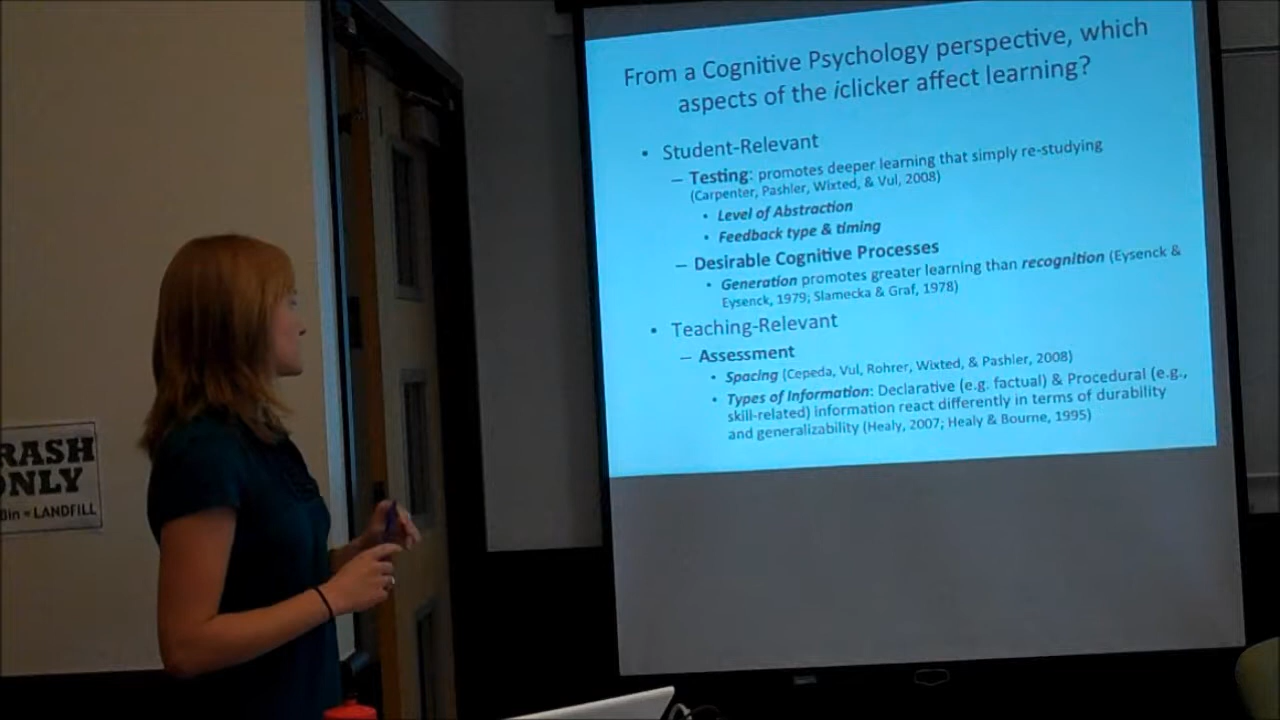 From a Cognitive Psychology perspective, which
aspects of the iclicker affect learning?
• Student-Relevant
– Testing: promotes deeper learning that simply re-studying
(Carpenter, Pashler, Wixted, & Vul, 2008)
• Level of Abstraction
• Feedback type & timing
– Desirable Cognitive Processes
• Generation promotes greater learning than recognition (Eysenck &
Eysenck, 1979; Slamecka & Graf, 1978)
• Teaching-Relevant
– Assessment
• Spacing (Cepeda, Vul, Rohrer, Wixted, & Pashler, 2008)
• Types of Information: Declarative (e.g. factual) & Procedural (e.g.,
skill-related) information react differently in terms of durability
and generalizability (Healy, 2007; Healy & Bourne, 1995)
RASH
ONLY
Bin = LANDFILL